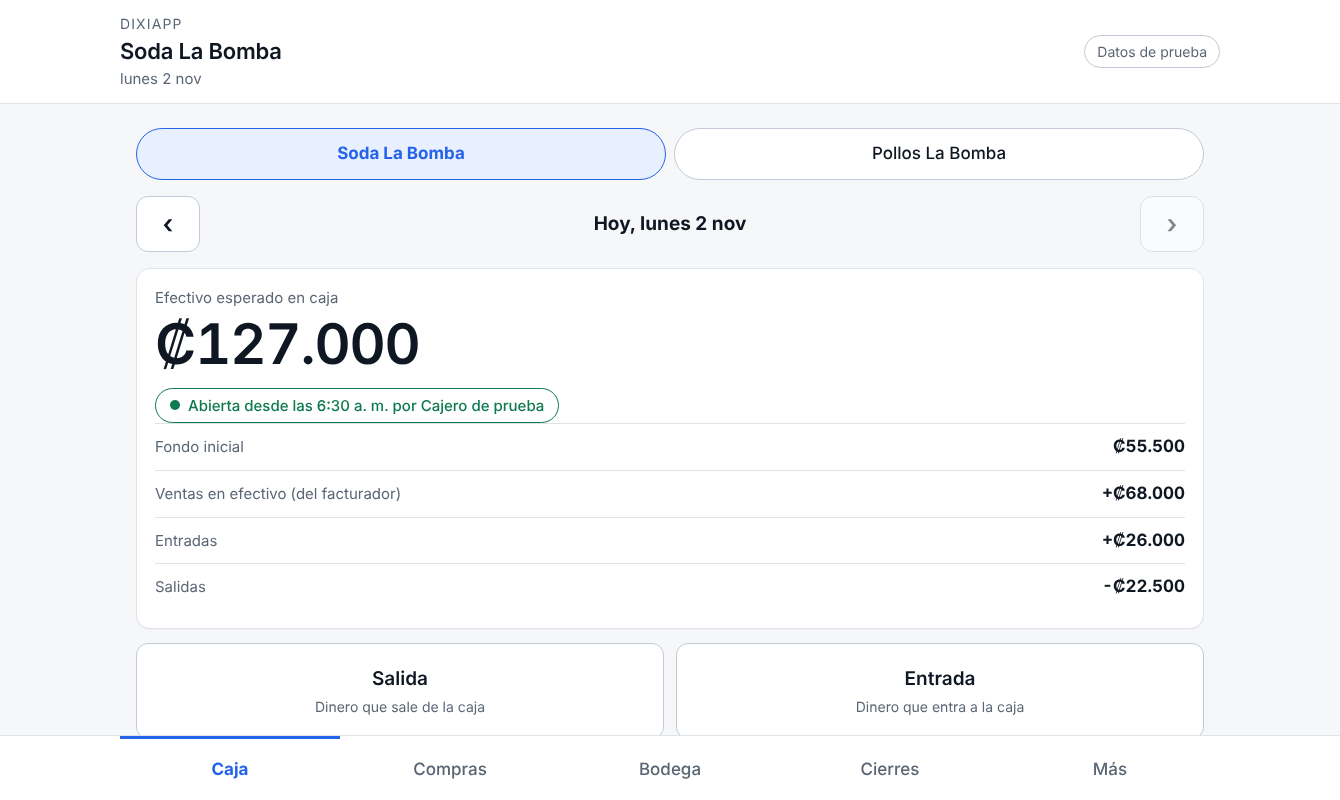 DIXIAPP
Soda La Bomba
lunes 2 nov
Datos de prueba
Soda La Bomba
Pollos La Bomba
‹
Hoy, lunes 2 nov
›
Efectivo esperado en caja
₡127.000
Abierta desde las 6:30 a. m. por Cajero de prueba
Fondo inicial ₡55.500
Ventas en efectivo (del facturador) +₡68.000
Entradas +₡26.000
Salidas -₡22.500
Salida
Dinero que sale de la caja
Entrada
Dinero que entra a la caja
Caja
Compras
Bodega
Cierres
Más